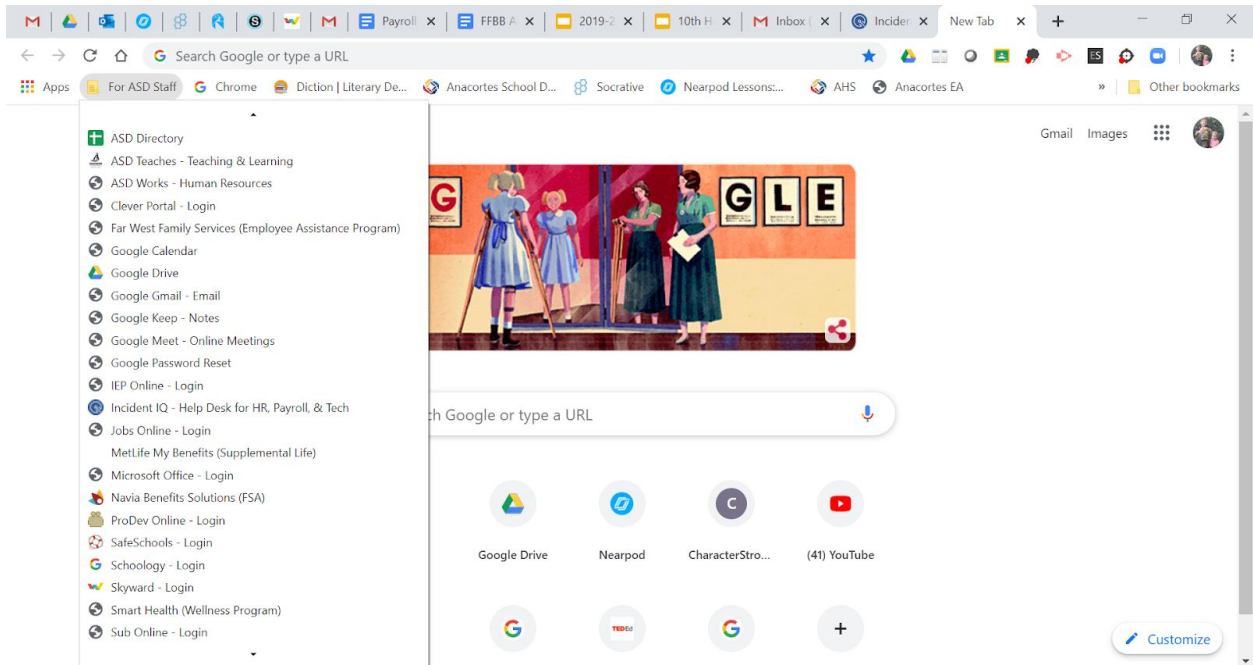 Payroll
FFBB A
2019-2
10th H
Inbox (
Inciden
New Tab
Search Google or type a URL
ES
Apps
For ASD Staff
Chrome
Diction | Literary De...
Anacortes School D...
Socrative
Nearpod Lessons:...
AHS
Anacortes EA
»
Other bookmarks
ASD Directory
ASD Teaches - Teaching & Learning
ASD Works - Human Resources
Clever Portal - Login
Far West Family Services (Employee Assistance Program)
Google Calendar
Google Drive
Google Gmail - Email
Google Keep - Notes
Google Meet - Online Meetings
Google Password Reset
IEP Online - Login
Incident IQ - Help Desk for HR, Payroll, & Tech
Jobs Online - Login
MetLife My Benefits (Supplemental Life)
Microsoft Office - Login
Navia Benefits Solutions (FSA)
ProDev Online - Login
SafeSchools - Login
Schoology - Login
Skyward - Login
Smart Health (Wellness Program)
Sub Online - Login
Gmail Images
G G L E
ch Google or type a URL
C
Google Drive
Nearpod
CharacterStro...
(41) YouTube
TED Ed
Customize